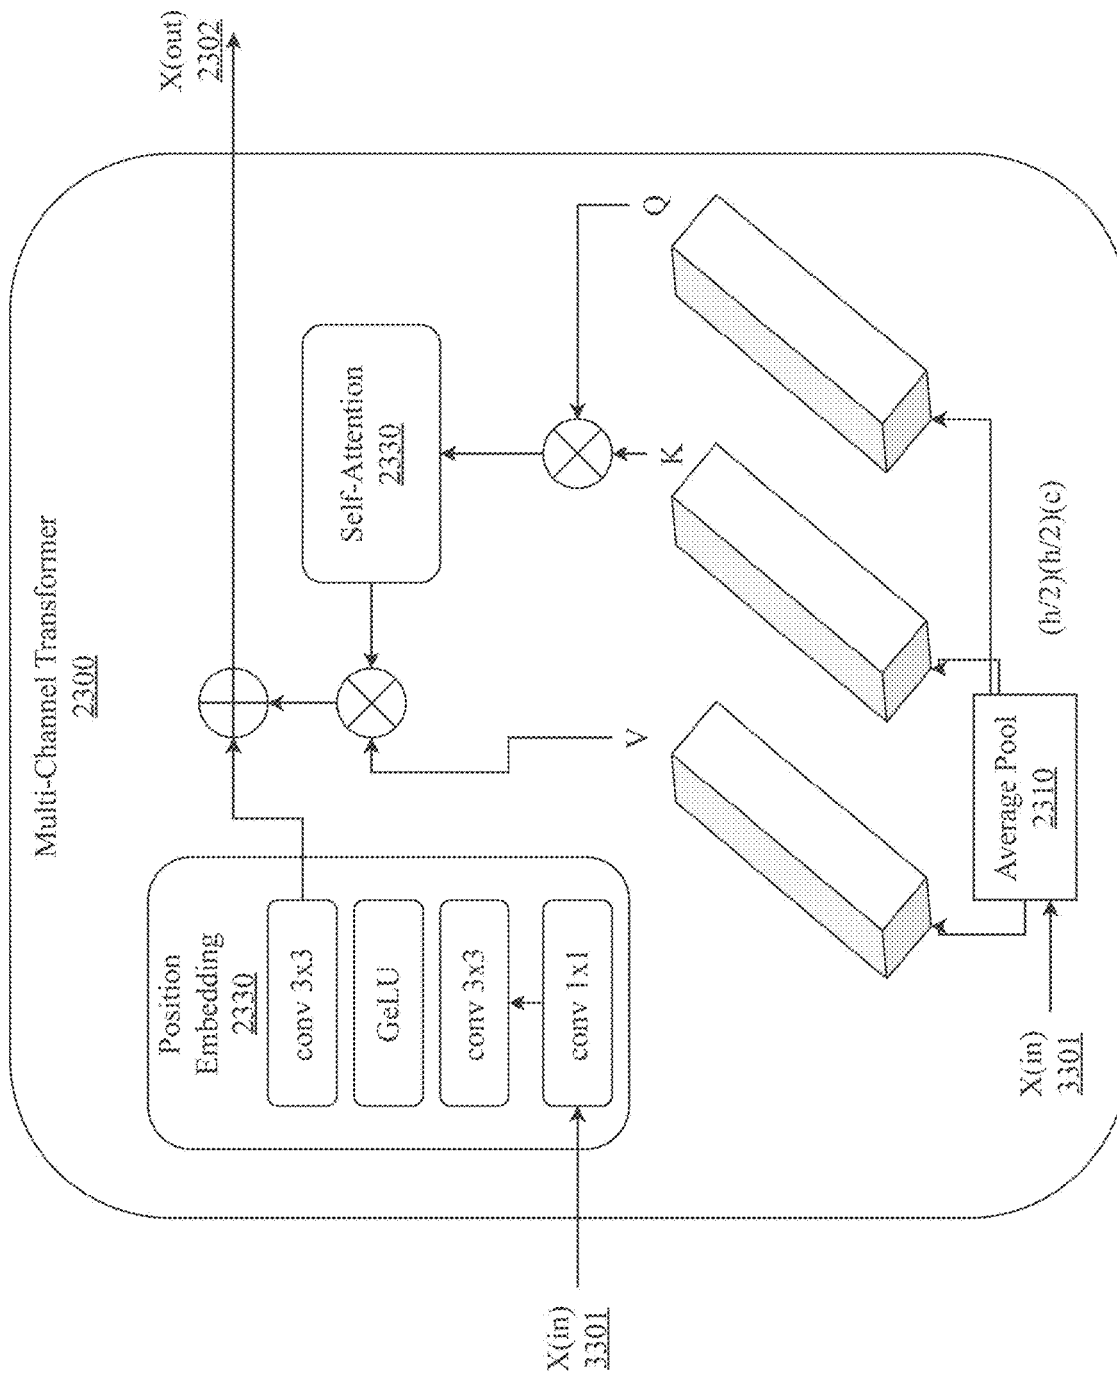 Multi-Channel Transformer
2300
X(out)
2302
Position
Embedding
2330
conv 3x3
GeLU
conv 3x3
conv 1x1
X(in)
3301
Self-Attention
2330
V
K
Q
(h/2)(h/2)(c)
Average Pool
2310
X(in)
3301